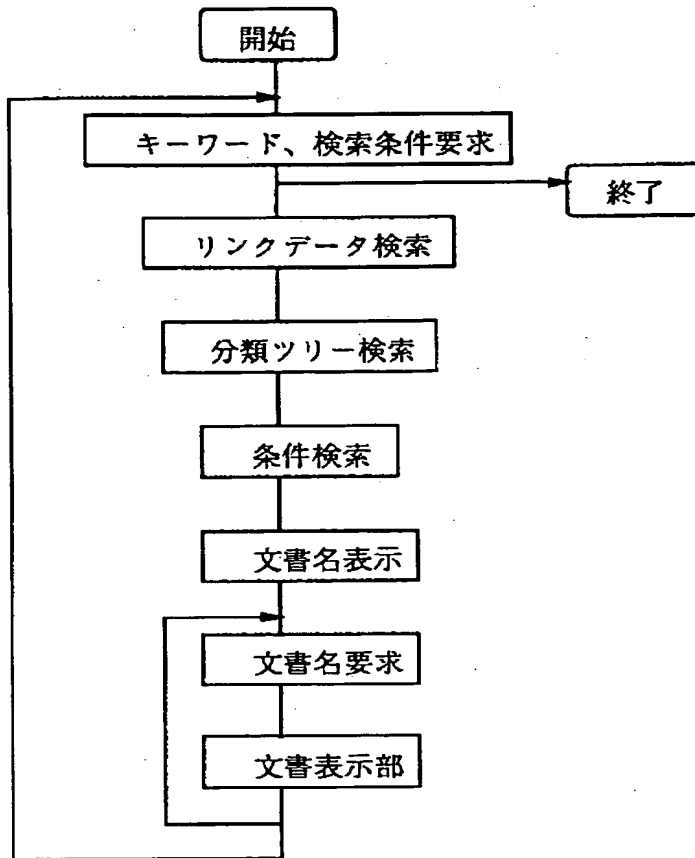 開始
キーワード、検索条件要求
終了
リンクデータ検索
分類ツリー検索
条件検索
文書名表示
文書名要求
文書表示部